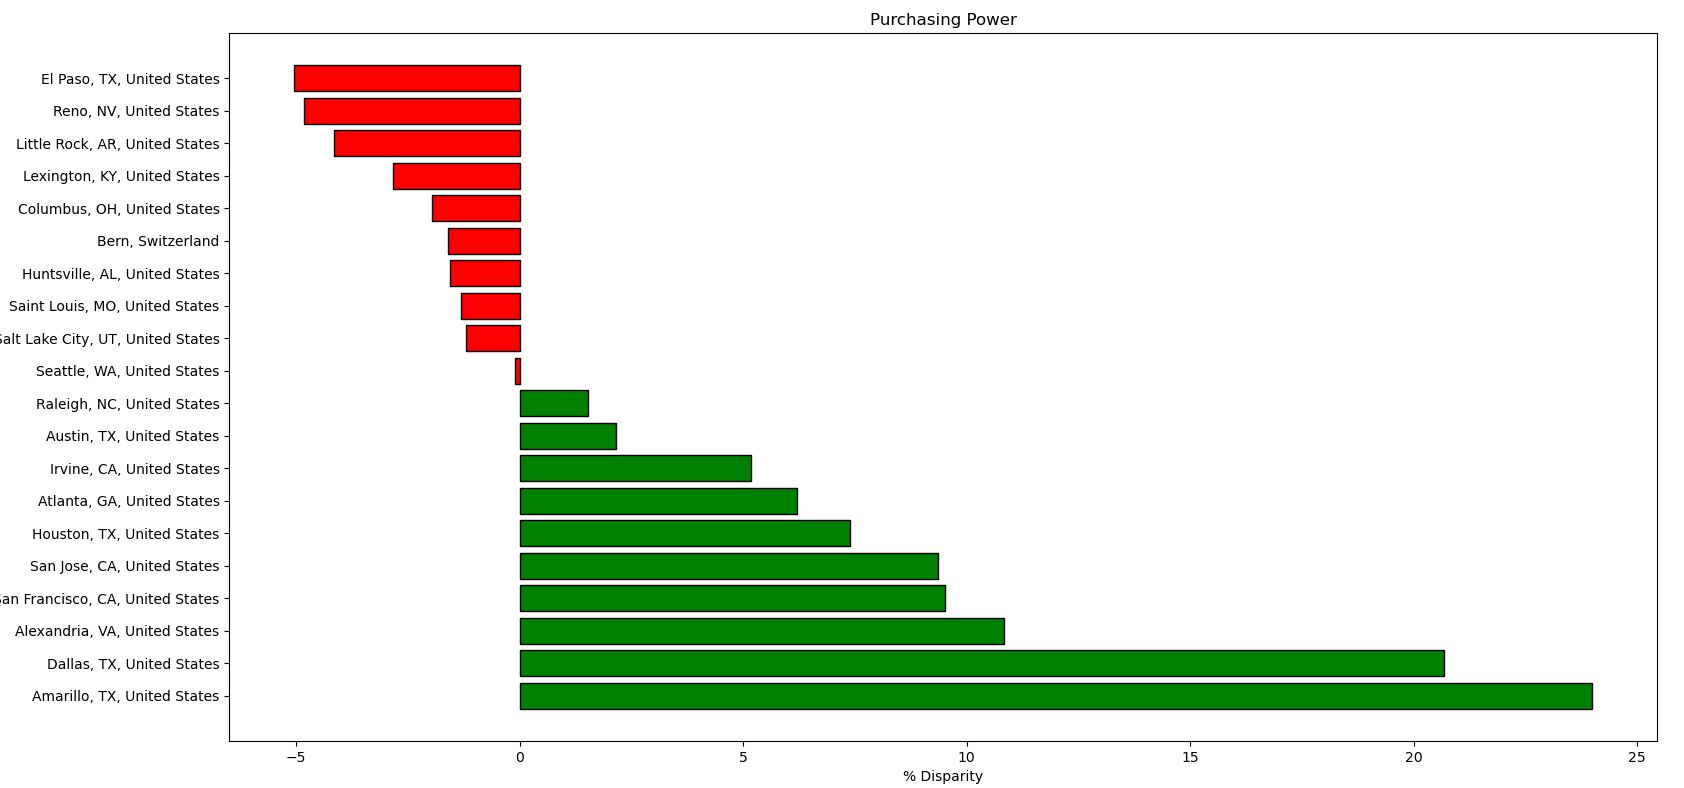 Purchasing Power
El Paso, TX, United States
Reno, NV, United States
Little Rock, AR, United States
Lexington, KY, United States
Columbus, OH, United States
Bern, Switzerland
Huntsville, AL, United States
Saint Louis, MO, United States
Salt Lake City, UT, United States
Seattle, WA, United States
Raleigh, NC, United States
Austin, TX, United States
Irvine, CA, United States
Atlanta, GA, United States
Houston, TX, United States
San Jose, CA, United States
San Francisco, CA, United States
Alexandria, VA, United States
Dallas, TX, United States
Amarillo, TX, United States
−5 0 5 10 15 20 25
% Disparity